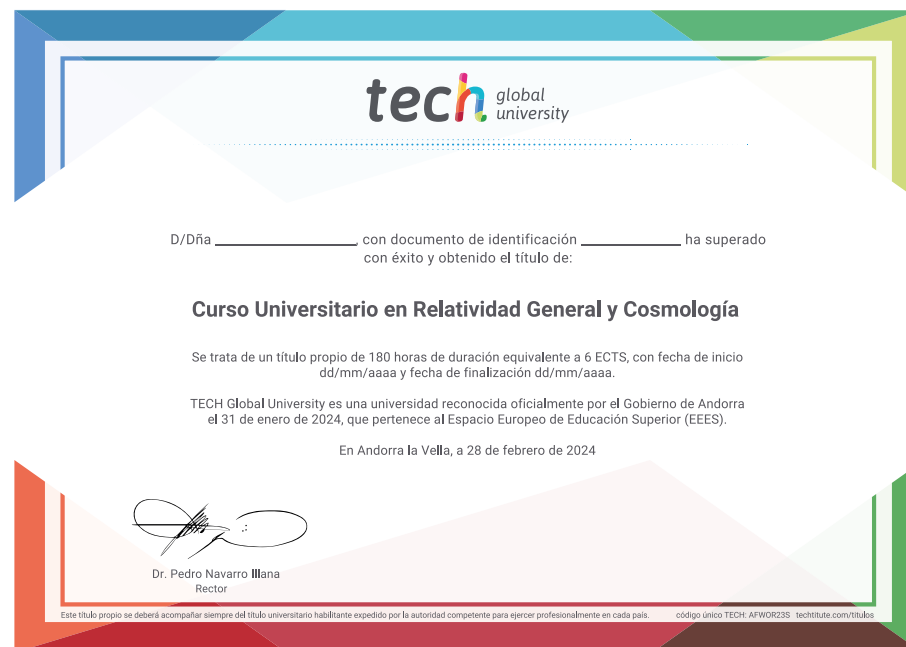 tech global university
D/Dña ________________, con documento de identificación ___________ ha superado
con éxito y obtenido el título de:
Curso Universitario en Relatividad General y Cosmología
Se trata de un título propio de 180 horas de duración equivalente a 6 ECTS, con fecha de inicio
dd/mm/aaaa y fecha de finalización dd/mm/aaaa.
TECH Global University es una universidad reconocida oficialmente por el Gobierno de Andorra
el 31 de enero de 2024, que pertenece al Espacio Europeo de Educación Superior (EEES).
En Andorra la Vella, a 28 de febrero de 2024
Dr. Pedro Navarro Illana
Rector
Este título propio se deberá acompañar siempre del título universitario habilitante expedido por la autoridad competente para ejercer profesionalmente en cada país. código único TECH: AFWOR23S techtitute.com/titulos